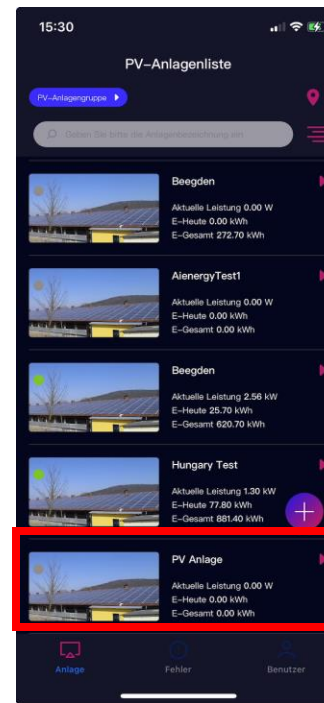 15:30
PV-Anlagenliste
PV-Anlagengruppe
Geben Sie bitte die Anlagenbezeichnung ein
Beegden
Aktuelle Leistung 0.00 W
E-Heute 0.00 kWh
E-Gesamt 272.70 kWh
AienergyTest1
Aktuelle Leistung 0.00 W
E-Heute 0.00 kWh
E-Gesamt 0.00 kWh
Beegden
Aktuelle Leistung 2.56 kW
E-Heute 25.70 kWh
E-Gesamt 620.70 kWh
Hungary Test
Aktuelle Leistung 1.30 kW
E-Heute 77.80 kWh
E-Gesamt 881.40 kWh
PV Anlage
Aktuelle Leistung 0.00 W
E-Heute 0.00 kWh
E-Gesamt 0.00 kWh
Anlage Fehler Benutzer